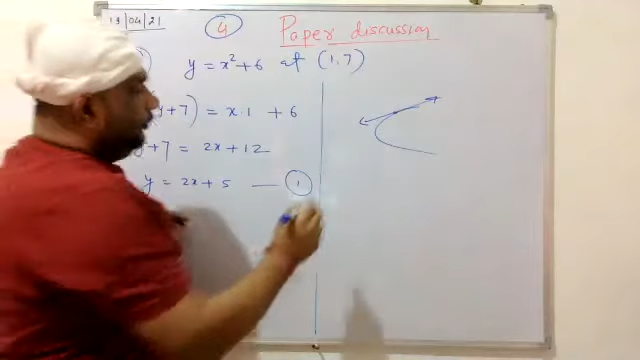 19/04/21
4 Paper discussion
y = x² + 6 at (1, 7)
y + 7) = x·1 + 6
y + 7 = 2x + 12
y = 2x + 5 — 1